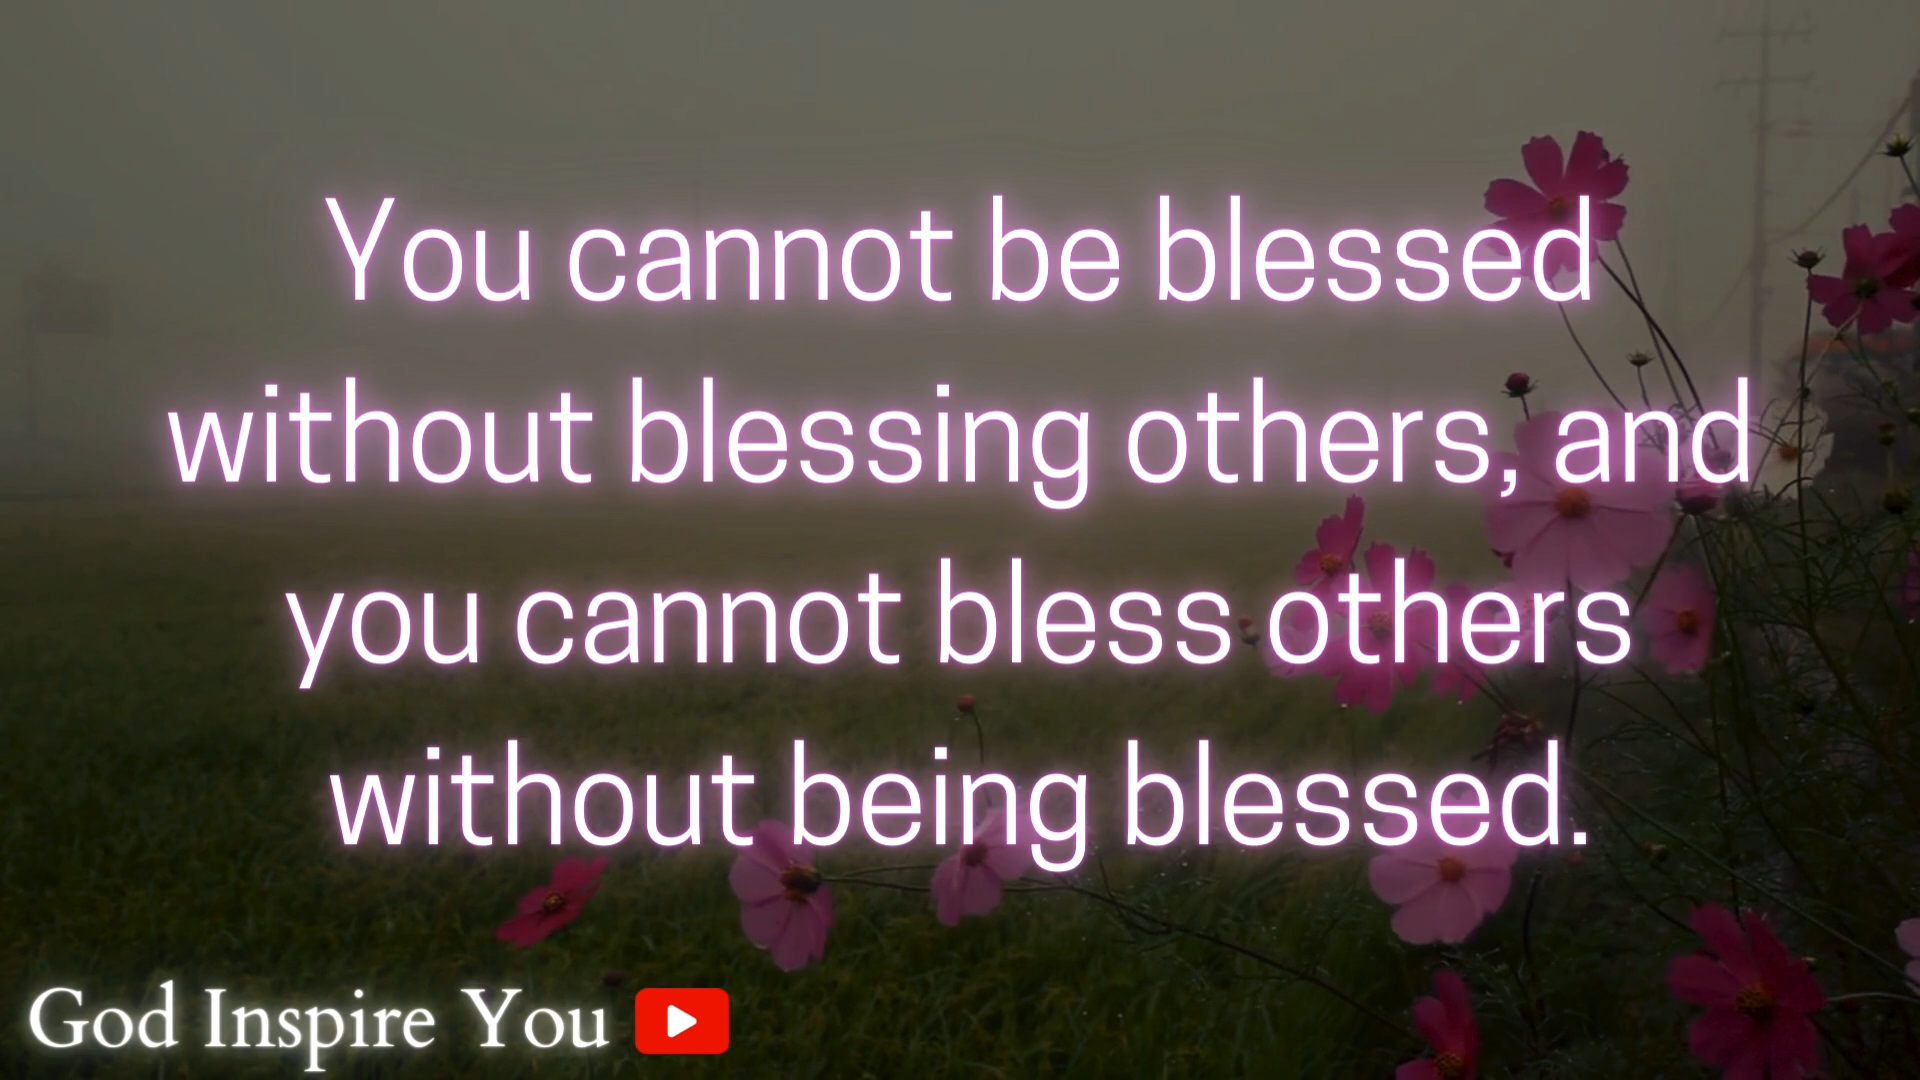 You cannot be blessed
without blessing others, and
you cannot bless others
without being blessed.
God Inspire You